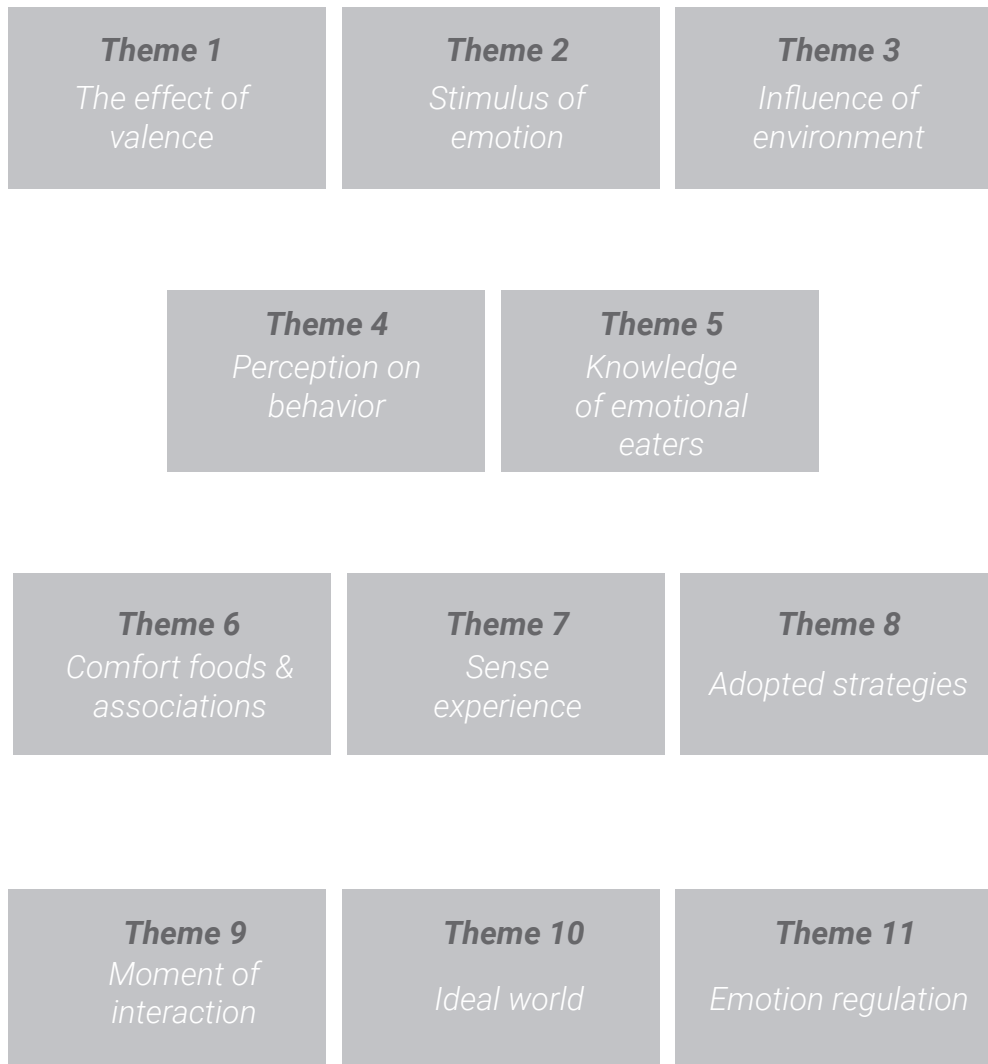 Theme 1
The effect of
valence
Theme 2
Stimulus of
emotion
Theme 3
Influence of
environment
Theme 4
Perception on
behavior
Theme 5
Knowledge
of emotional
eaters
Theme 6
Comfort foods &
associations
Theme 7
Sense
experience
Theme 8
Adopted strategies
Theme 9
Moment of
interaction
Theme 10
Ideal world
Theme 11
Emotion regulation